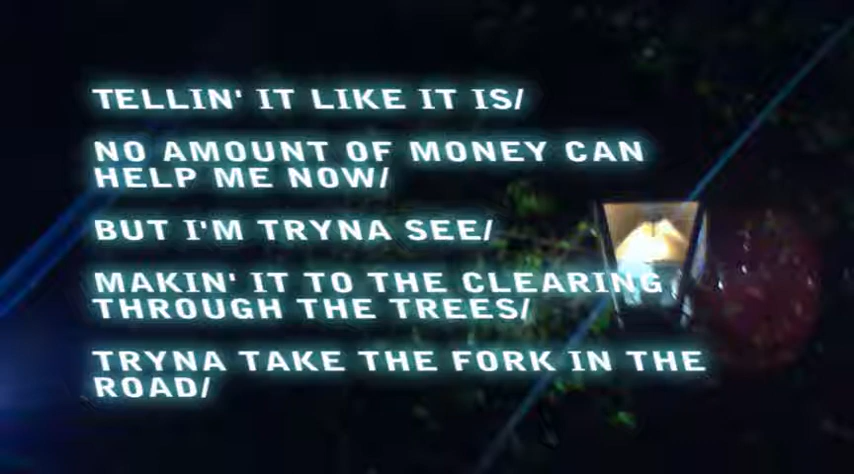 TELLIN' IT LIKE IT IS/
NO AMOUNT OF MONEY CAN
HELP ME NOW/
BUT I'M TRYNA SEE/
MAKIN' IT TO THE CLEARING
THROUGH THE TREES/
TRYNA TAKE THE FORK IN THE
ROAD/